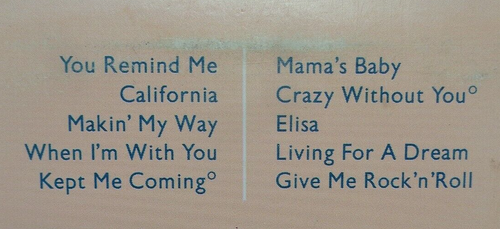 You Remind Me
California
Makin' My Way
When I'm With You
Kept Me Coming°
Mama's Baby
Crazy Without You°
Elisa
Living For A Dream
Give Me Rock'n'Roll